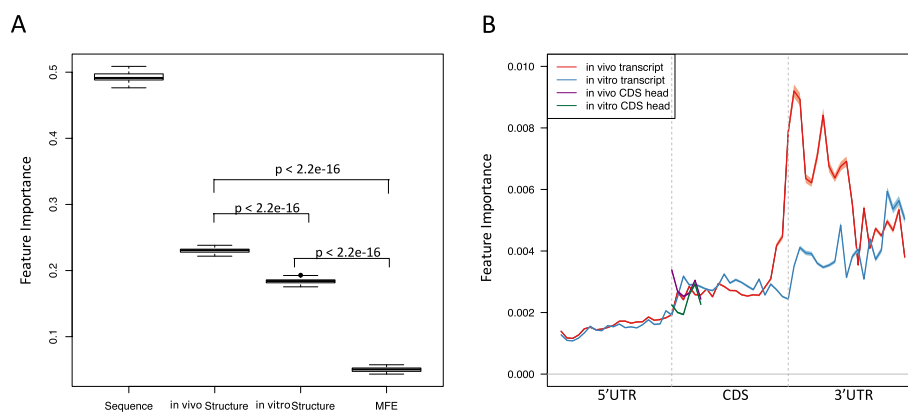 A
Feature Importance
0.5
0.4
0.3
0.2
0.1
p < 2.2e-16
p < 2.2e-16
p < 2.2e-16
Sequence
in vivo Structure
in vitro Structure
MFE
B
Feature Importance
0.010
0.008
0.006
0.004
0.002
0.000
in vivo transcript
in vitro transcript
in vivo CDS head
in vitro CDS head
5'UTR
CDS
3'UTR